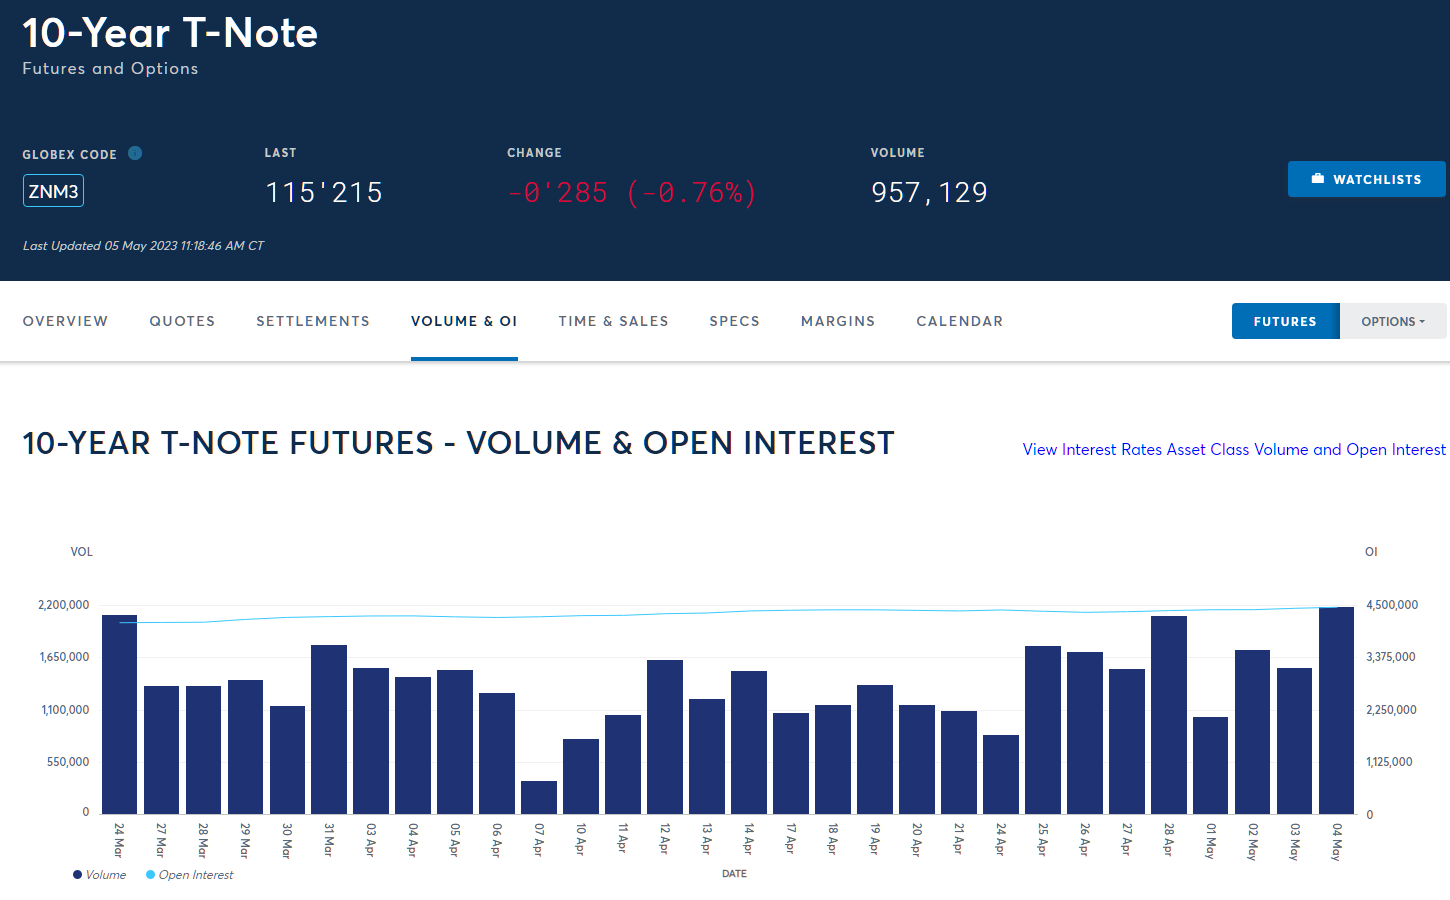 10-Year T-Note
Futures and Options
GLOBEX CODE
LAST
CHANGE
VOLUME
ZNM3
115'215
-0'285 (-0.76%)
957,129
WATCHLISTS
Last Updated 05 May 2023 11:18:46 AM CT
OVERVIEW QUOTES SETTLEMENTS VOLUME & OI TIME & SALES SPECS MARGINS CALENDAR
FUTURES OPTIONS
10-YEAR T-NOTE FUTURES - VOLUME & OPEN INTEREST
View Interest Rates Asset Class Volume and Open Interest
VOL
OI
2,200,000
4,500,000
1,650,000
3,375,000
1,100,000
2,250,000
550,000
1,125,000
0
0
24 Mar
27 Mar
28 Mar
29 Mar
30 Mar
31 Mar
03 Apr
04 Apr
05 Apr
06 Apr
07 Apr
10 Apr
11 Apr
12 Apr
13 Apr
14 Apr
17 Apr
18 Apr
19 Apr
20 Apr
21 Apr
24 Apr
25 Apr
26 Apr
27 Apr
28 Apr
01 May
02 May
03 May
04 May
Volume
Open Interest
DATE